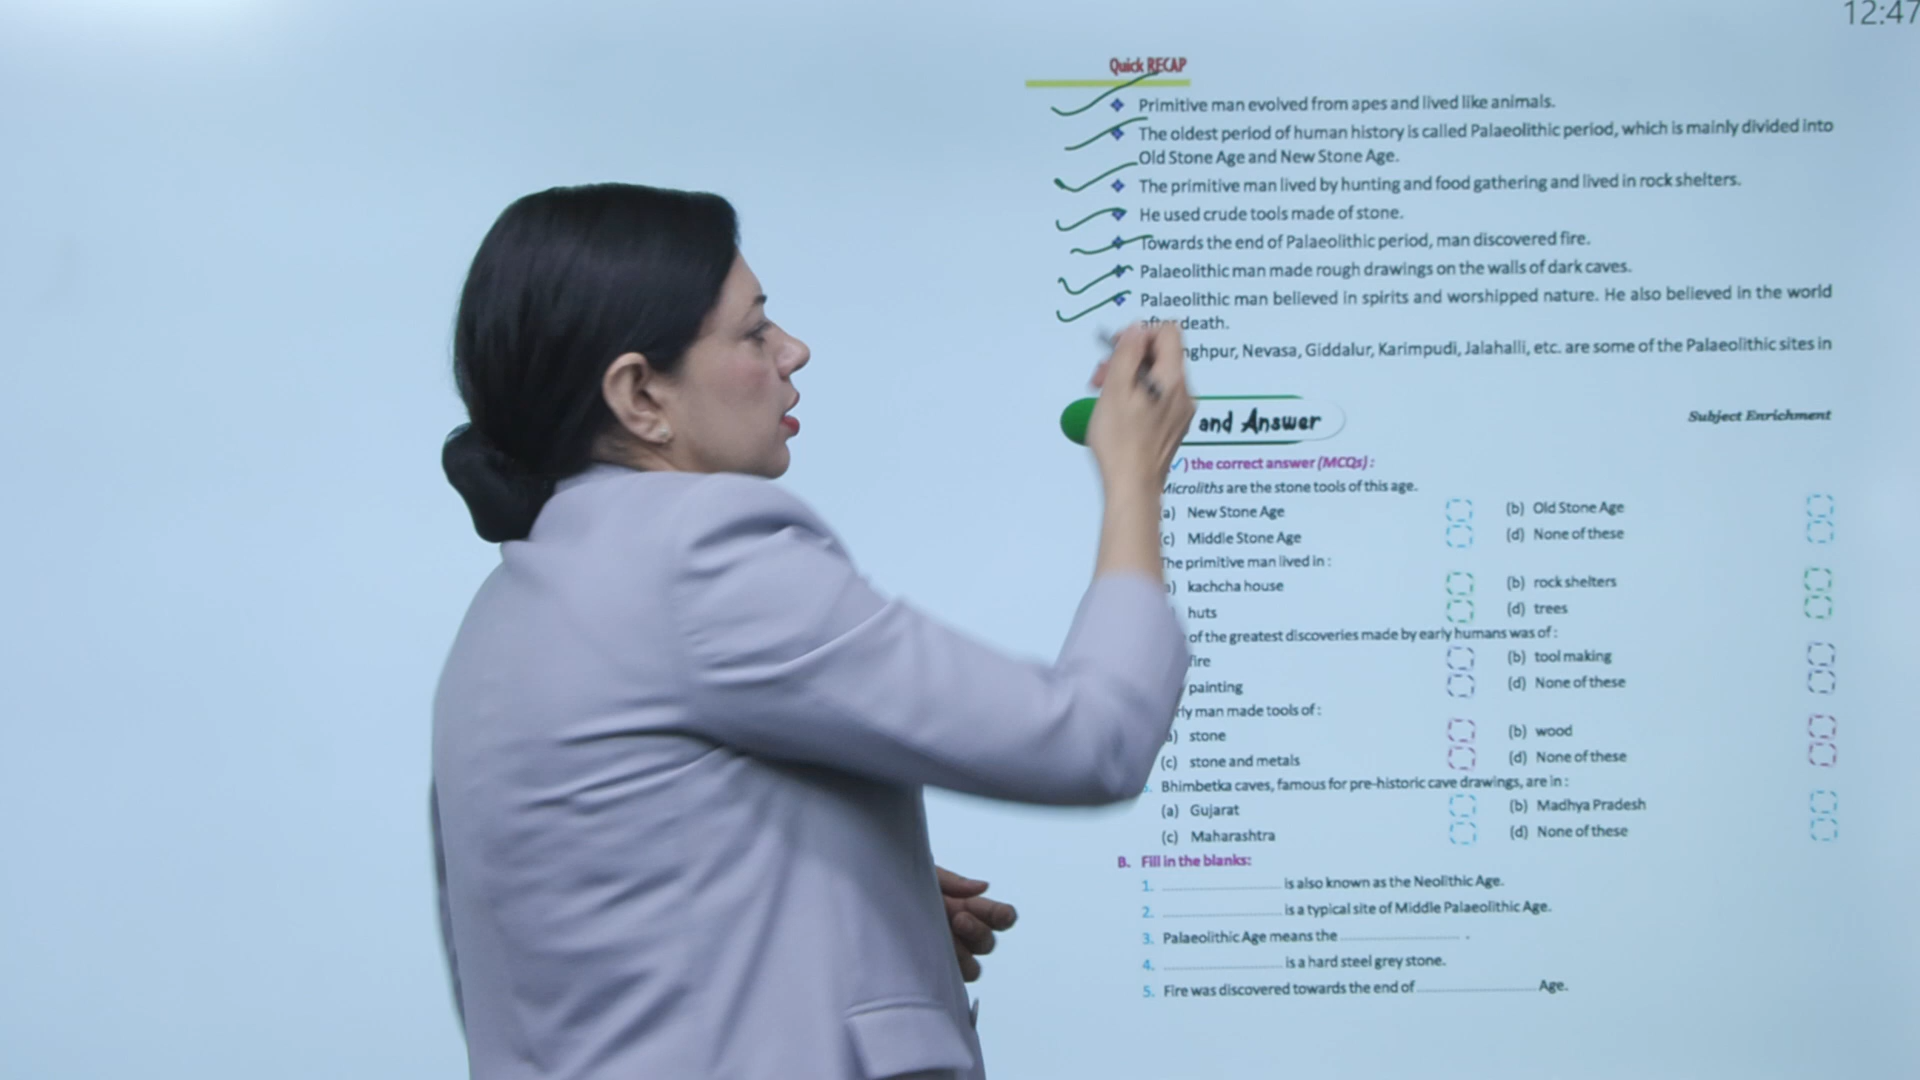 12:47
Quick RECAP
Primitive man evolved from apes and lived like animals.
The oldest period of human history is called Palaeolithic period, which is mainly divided into
Old Stone Age and New Stone Age.
The primitive man lived by hunting and food gathering and lived in rock shelters.
He used crude tools made of stone.
Towards the end of Palaeolithic period, man discovered fire.
Palaeolithic man made rough drawings on the walls of dark caves.
Palaeolithic man believed in spirits and worshipped nature. He also believed in the world
after death.
nghpur, Nevasa, Giddalur, Karimpudi, Jalahalli, etc. are some of the Palaeolithic sites in
and Answer
Subject Enrichment
(✓) the correct answer (MCQs) :
Microliths are the stone tools of this age.
(a) New Stone Age (b) Old Stone Age
(c) Middle Stone Age (d) None of these
The primitive man lived in :
a) kachcha house (b) rock shelters
huts (d) trees
of the greatest discoveries made by early humans was of :
fire (b) tool making
painting (d) None of these
rly man made tools of :
a) stone (b) wood
(c) stone and metals (d) None of these
Bhimbetka caves, famous for pre-historic cave drawings, are in :
(a) Gujarat (b) Madhya Pradesh
(c) Maharashtra (d) None of these
B. Fill in the blanks:
1. ............ is also known as the Neolithic Age.
2. ............ is a typical site of Middle Palaeolithic Age.
3. Palaeolithic Age means the ............ .
4. ............ is a hard steel grey stone.
5. Fire was discovered towards the end of ............ Age.